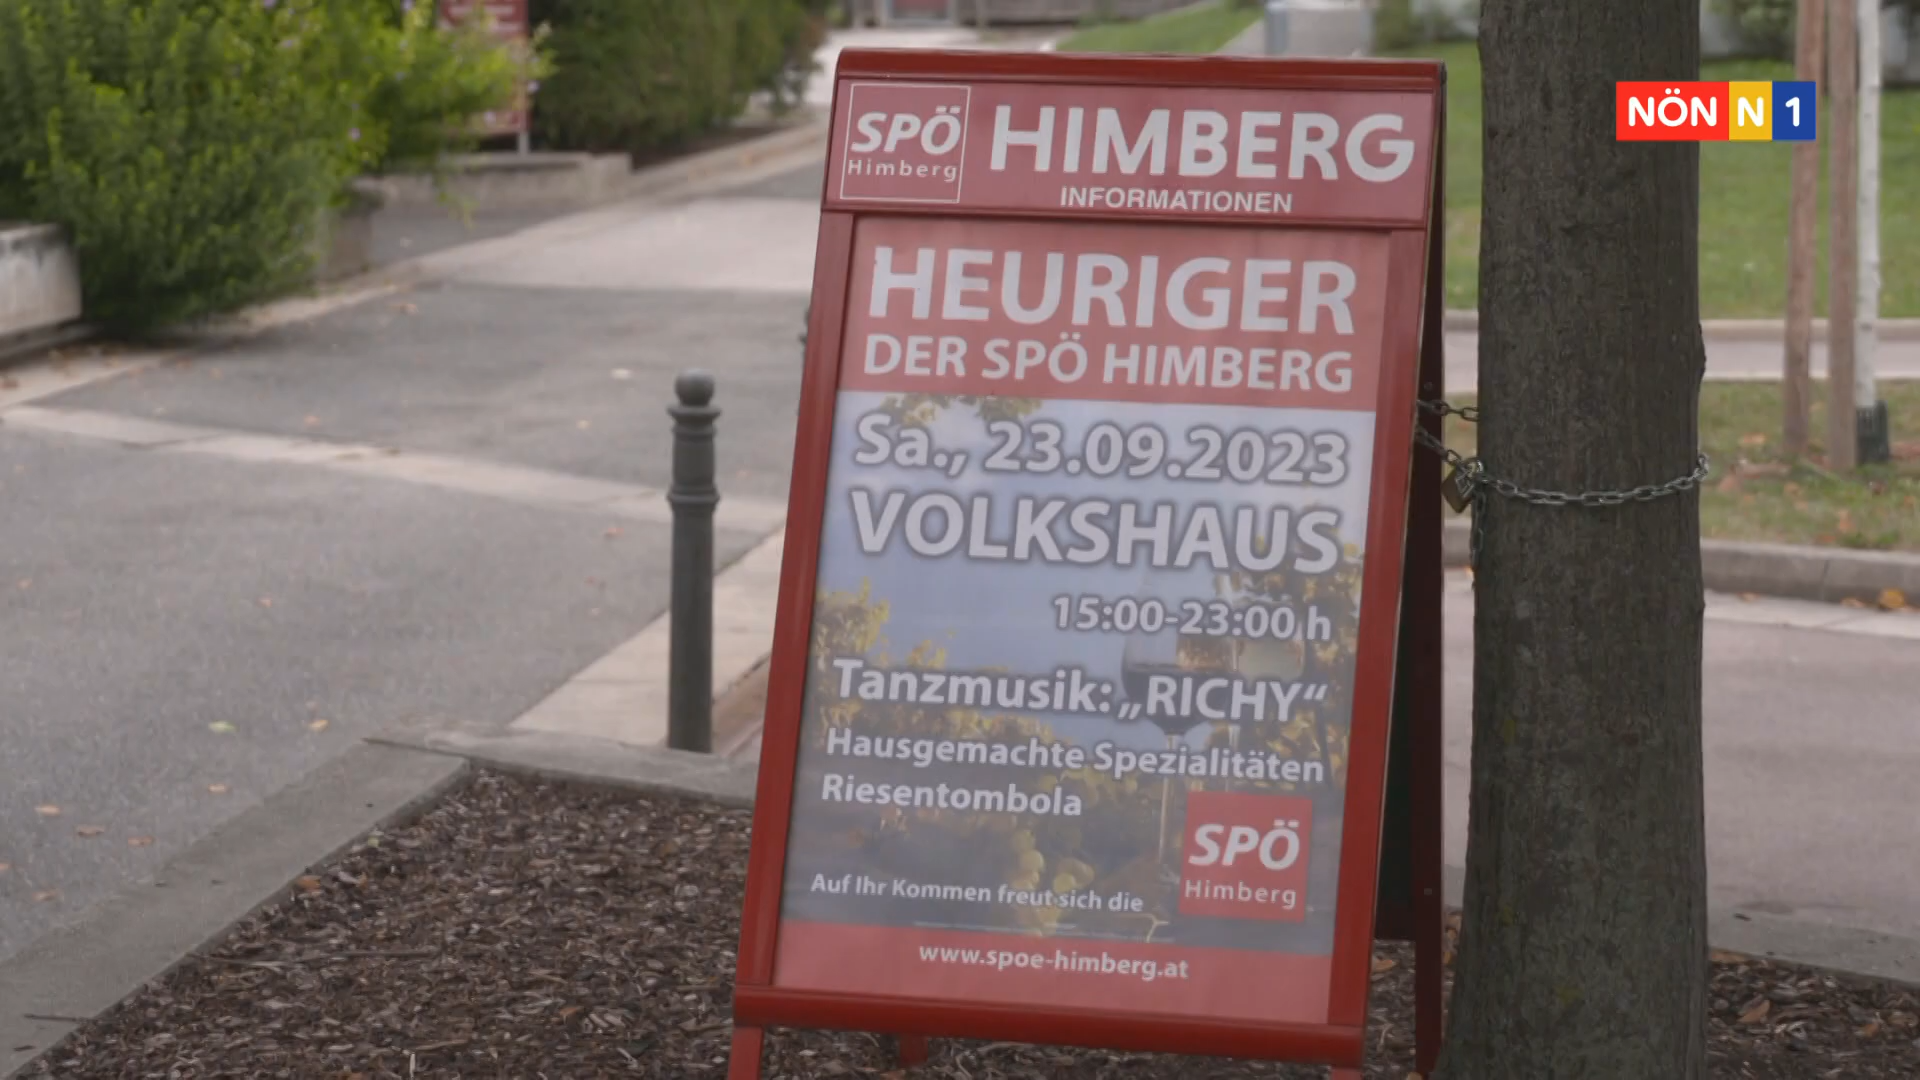 NÖN N 1
SPÖ
Himberg
HIMBERG
INFORMATIONEN
HEURIGER
DER SPÖ HIMBERG
Sa., 23.09.2023
VOLKSHAUS
15:00-23:00 h
Tanzmusik: „RICHY“
Hausgemachte Spezialitäten
Riesentombola
SPÖ
Himberg
Auf Ihr Kommen freut sich die
www.spoe-himberg.at